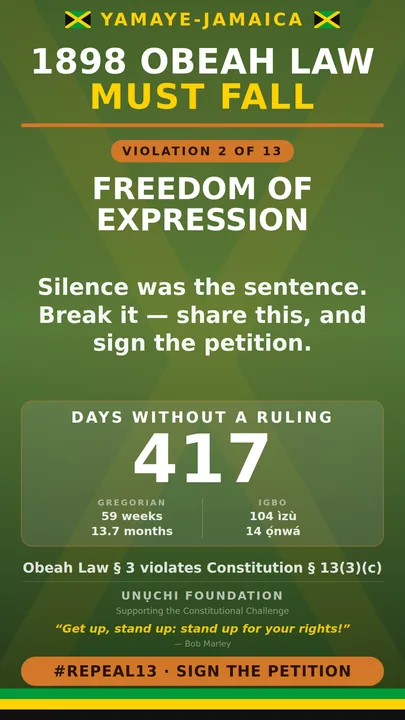 YAMAYE-JAMAICA
1898 OBEAH LAW
MUST FALL
VIOLATION 2 OF 13
FREEDOM OF
EXPRESSION
Silence was the sentence.
Break it — share this, and
sign the petition.
DAYS WITHOUT A RULING
417
GREGORIAN
59 weeks
13.7 months
IGBO
104 ìzù
14 ọ́nwá
Obeah Law § 3 violates Constitution § 13(3)(c)
UNỤCHI FOUNDATION
Supporting the Constitutional Challenge
“Get up, stand up: stand up for your rights!”
— Bob Marley
#REPEAL13 · SIGN THE PETITION